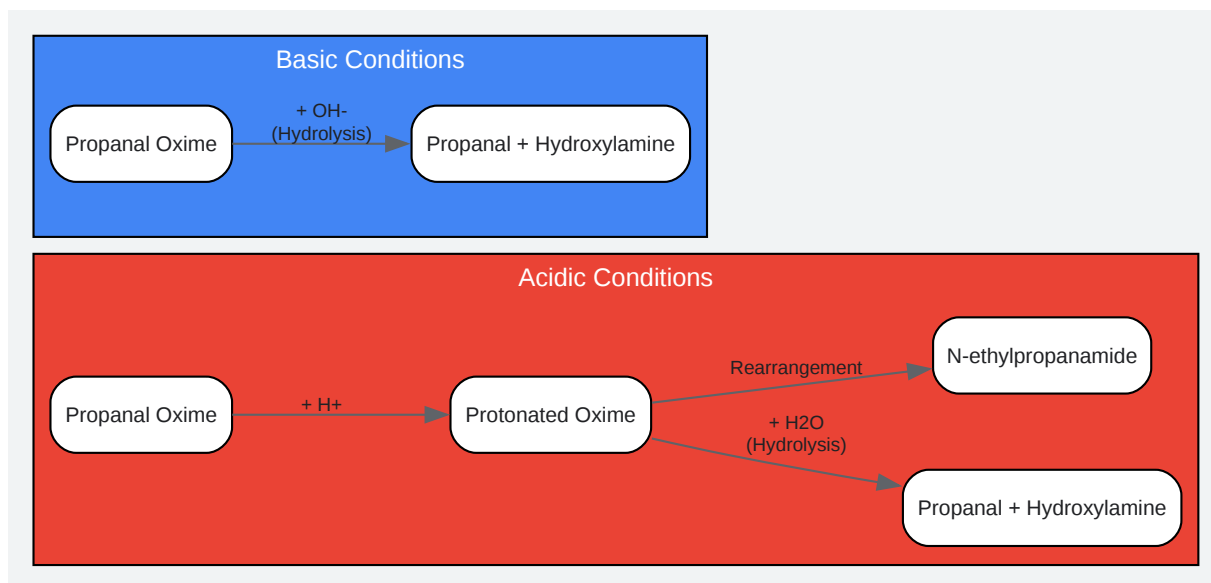 Basic Conditions
Propanal Oxime
+ OH-
(Hydrolysis)
Propanal + Hydroxylamine
Acidic Conditions
Propanal Oxime
+ H+
Protonated Oxime
Rearrangement
N-ethylpropanamide
+ H2O
(Hydrolysis)
Propanal + Hydroxylamine